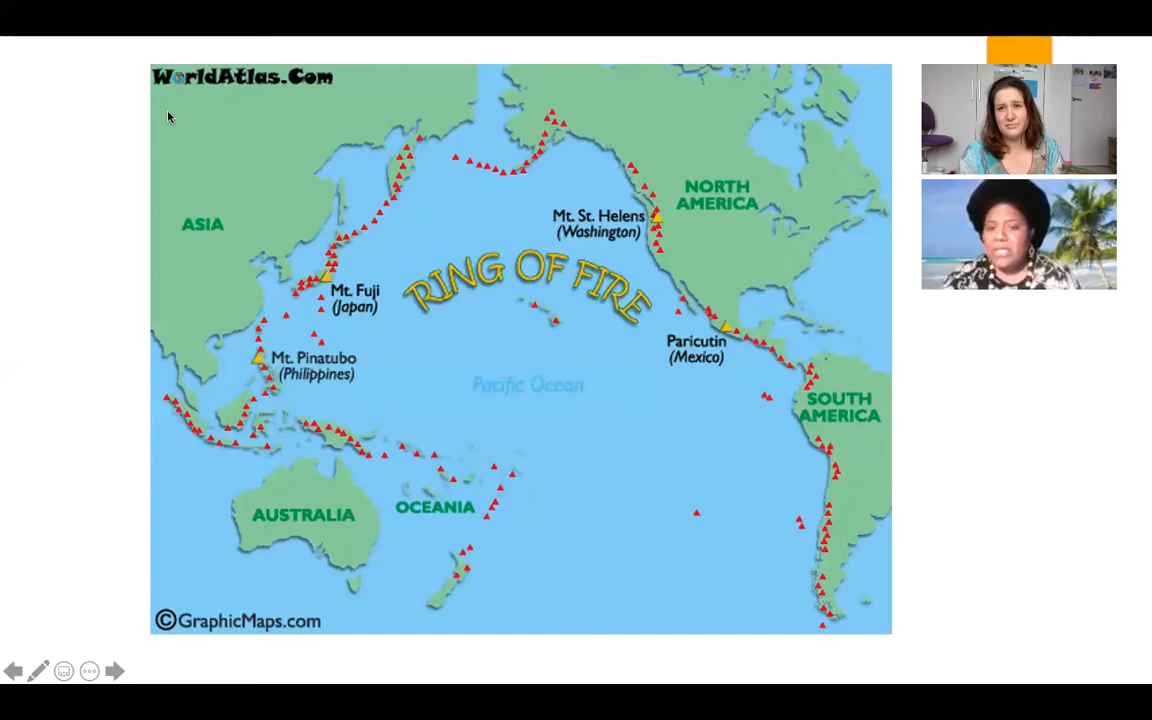 WorldAtlas.Com
NORTH
AMERICA
Mt. St. Helens
(Washington)
ASIA
RING OF FIRE
Mt. Fuji
(Japan)
Paricutin
(Mexico)
Mt. Pinatubo
(Philippines)
Pacific Ocean
SOUTH
AMERICA
AUSTRALIA
OCEANIA
©GraphicMaps.com